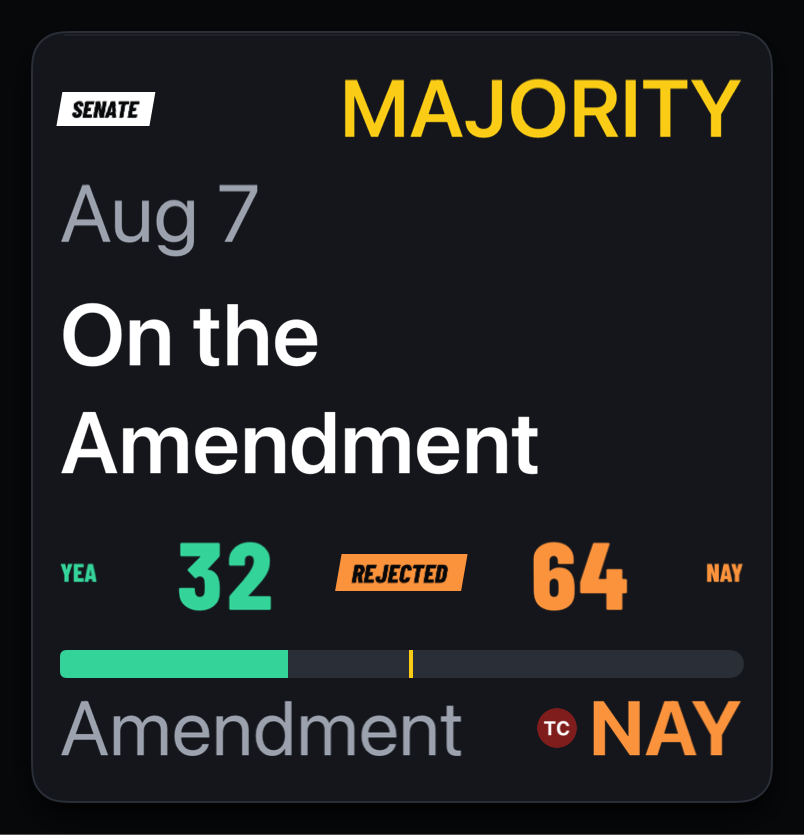 SENATE MAJORITY
Aug 7
On the
Amendment
YEA 32 REJECTED 64 NAY
Amendment TC NAY